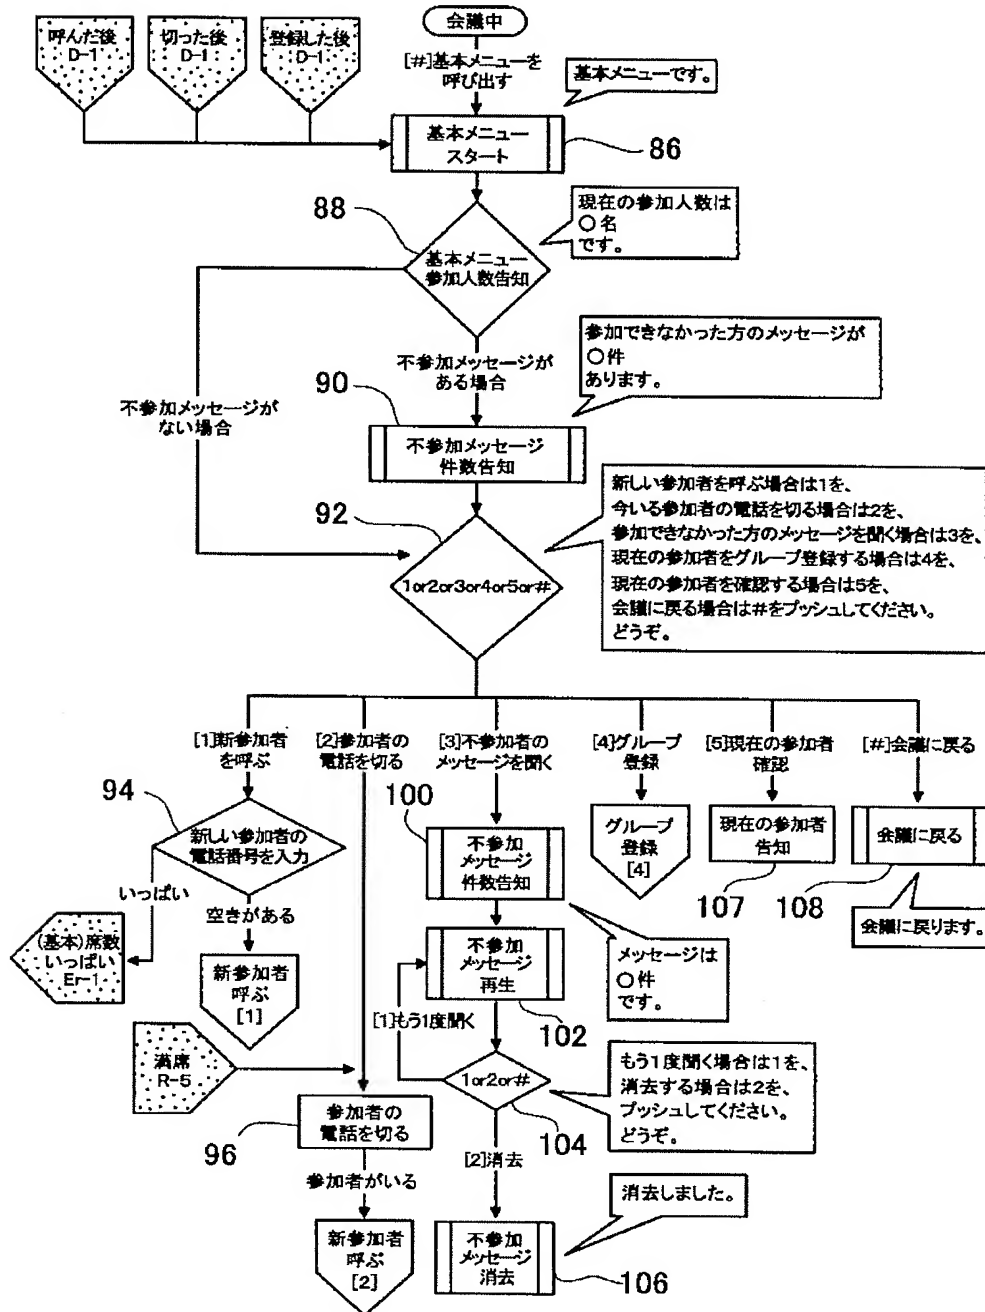 会議中
呼んだ後
D-1
切った後
D-1
登録した後
D-1
[#]基本メニューを
呼び出す
基本メニューです。
基本メニュー
スタート
86
88
現在の参加人数は
○名
です。
基本メニュー
参加人数告知
参加できなかった方のメッセージが
○件
あります。
不参加メッセージが
ある場合
90
不参加メッセージが
ない場合
不参加メッセージ
件数告知
92
新しい参加者を呼ぶ場合は1を、
今いる参加者の電話を切る場合は2を、
参加できなかった方のメッセージを聞く場合は3を、
現在の参加者をグループ登録する場合は4を、
現在の参加者を確認する場合は5を、
会議に戻る場合は#をプッシュしてください。
どうぞ。
1or2or3or4or5or#
[1]新参加者
を呼ぶ
[2]参加者の
電話を切る
[3]不参加者の
メッセージを聞く
[4]グループ
登録
[5]現在の参加者
確認
[#]会議に戻る
94
新しい参加者の
電話番号を入力
100
不参加
メッセージ
件数告知
グループ
登録
[4]
現在の参加者
告知
107
会議に戻る
108
会議に戻ります。
いっぱい
空きがある
(基本)席数
いっぱい
Er-1
新参加者
呼ぶ
[1]
メッセージは
○件
です。
不参加
メッセージ
再生
102
[1]もう1度聞く
満席
R-5
1or2or#
104
もう1度聞く場合は1を、
消去する場合は2を、
プッシュしてください。
どうぞ。
参加者の
電話を切る
96
[2]消去
参加者がいる
消去しました。
新参加者
呼ぶ
[2]
不参加
メッセージ
消去
106